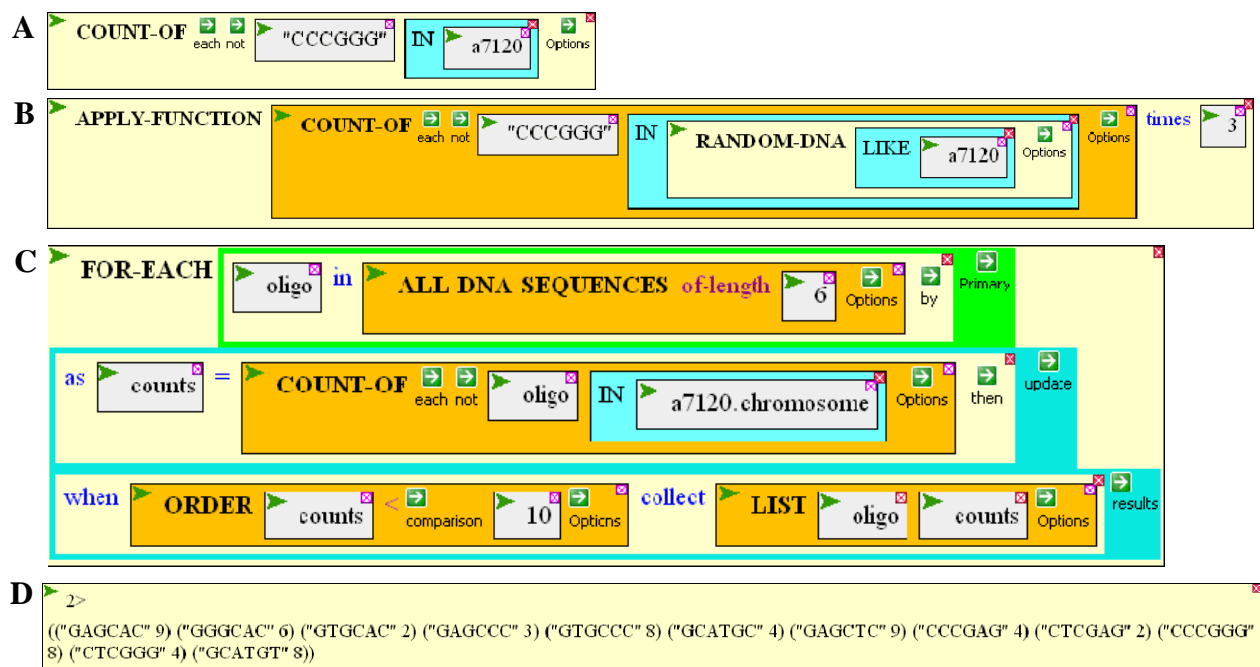 A
COUNT-OF each not "CCCGGG" IN a7120 Options
B
APPLY-FUNCTION COUNT-OF each not "CCCGGG" IN RANDOM-DNA LIKE a7120 Options Options times 3
C
FOR-EACH oligo in ALL DNA SEQUENCES of-length 6 Options by Primary
as counts = COUNT-OF each not oligo IN a7120.chromosome Options then update
when ORDER counts < comparison 10 Options collect LIST oligo counts Options results
D
2>
(("GAGCAC" 9) ("GGGCAC" 6) ("GTGCAC" 2) ("GAGCCC" 3) ("GTGCCC" 8) ("GCATGC" 4) ("GAGCTC" 9) ("CCCGAG" 4) ("CTCGAG" 2) ("CCCGGG"
8) ("CTCGGG" 4) ("GCATGT" 8))